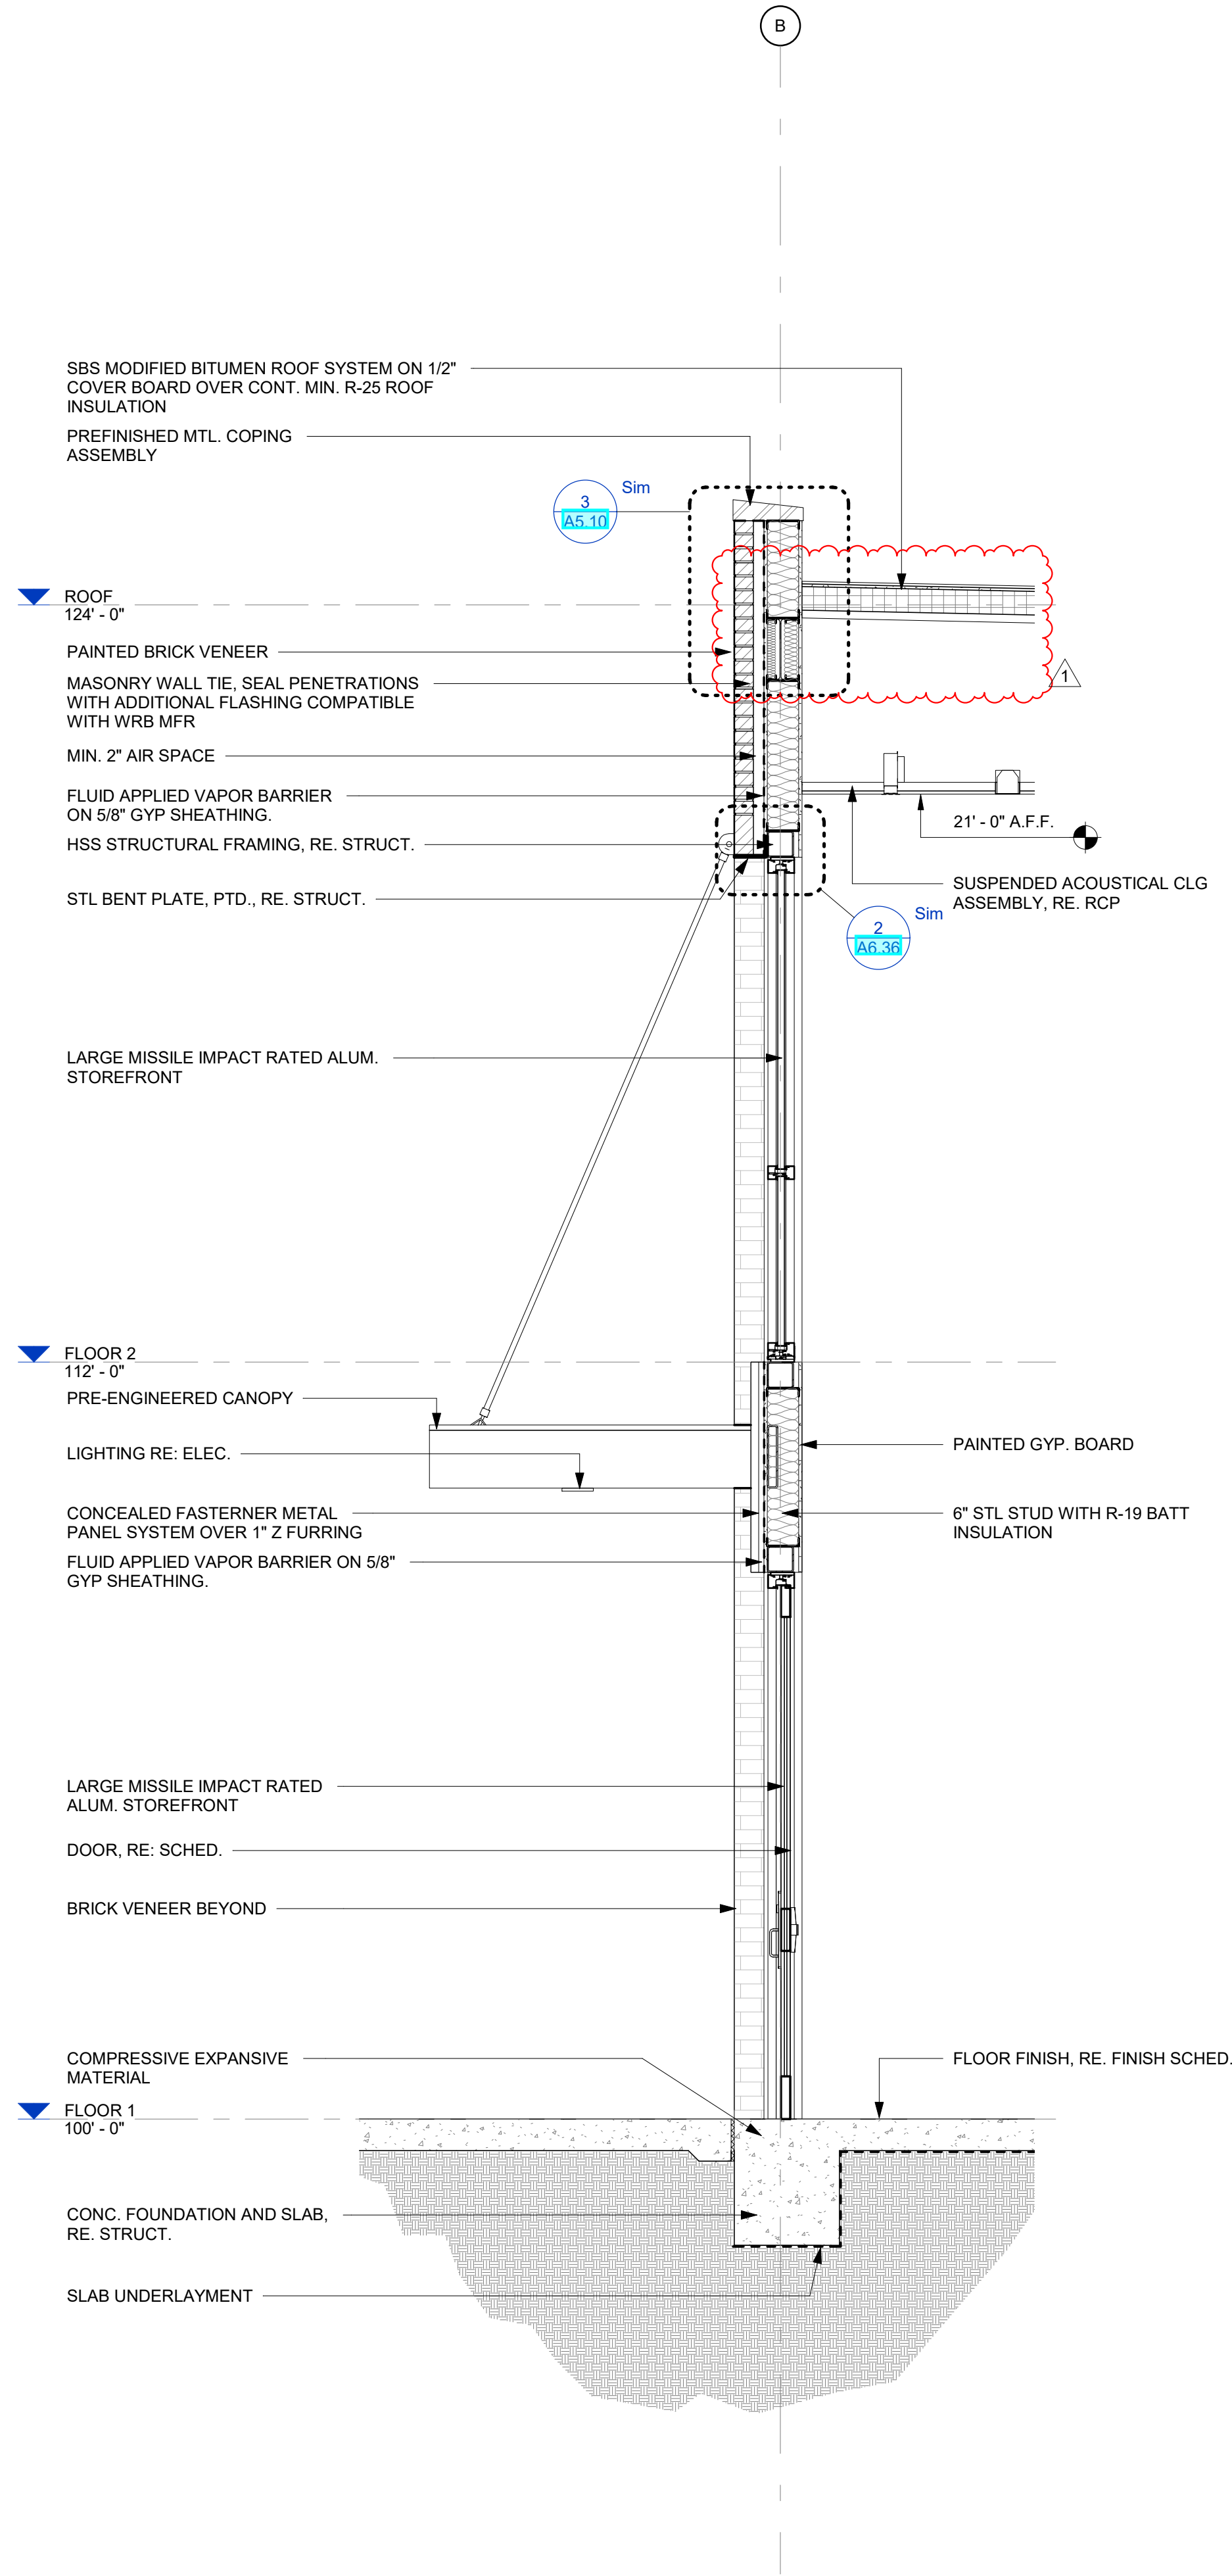 B
SBS MODIFIED BITUMEN ROOF SYSTEM ON 1/2"
COVER BOARD OVER CONT. MIN. R-25 ROOF
INSULATION
PREFINISHED MTL. COPING
ASSEMBLY
3
A5.10
Sim
ROOF
124' - 0"
PAINTED BRICK VENEER
MASONRY WALL TIE, SEAL PENETRATIONS
WITH ADDITIONAL FLASHING COMPATIBLE
WITH WRB MFR
1
MIN. 2" AIR SPACE
FLUID APPLIED VAPOR BARRIER
ON 5/8" GYP SHEATHING.
21' - 0" A.F.F.
HSS STRUCTURAL FRAMING, RE. STRUCT.
STL BENT PLATE, PTD., RE. STRUCT.
SUSPENDED ACOUSTICAL CLG
ASSEMBLY, RE. RCP
2
A6.36
Sim
LARGE MISSILE IMPACT RATED ALUM.
STOREFRONT
FLOOR 2
112' - 0"
PRE-ENGINEERED CANOPY
LIGHTING RE: ELEC.
PAINTED GYP. BOARD
CONCEALED FASTERNER METAL
PANEL SYSTEM OVER 1" Z FURRING
6" STL STUD WITH R-19 BATT
INSULATION
FLUID APPLIED VAPOR BARRIER ON 5/8"
GYP SHEATHING.
LARGE MISSILE IMPACT RATED
ALUM. STOREFRONT
DOOR, RE: SCHED.
BRICK VENEER BEYOND
COMPRESSIVE EXPANSIVE
MATERIAL
FLOOR FINISH, RE. FINISH SCHED.
FLOOR 1
100' - 0"
CONC. FOUNDATION AND SLAB,
RE. STRUCT.
SLAB UNDERLAYMENT